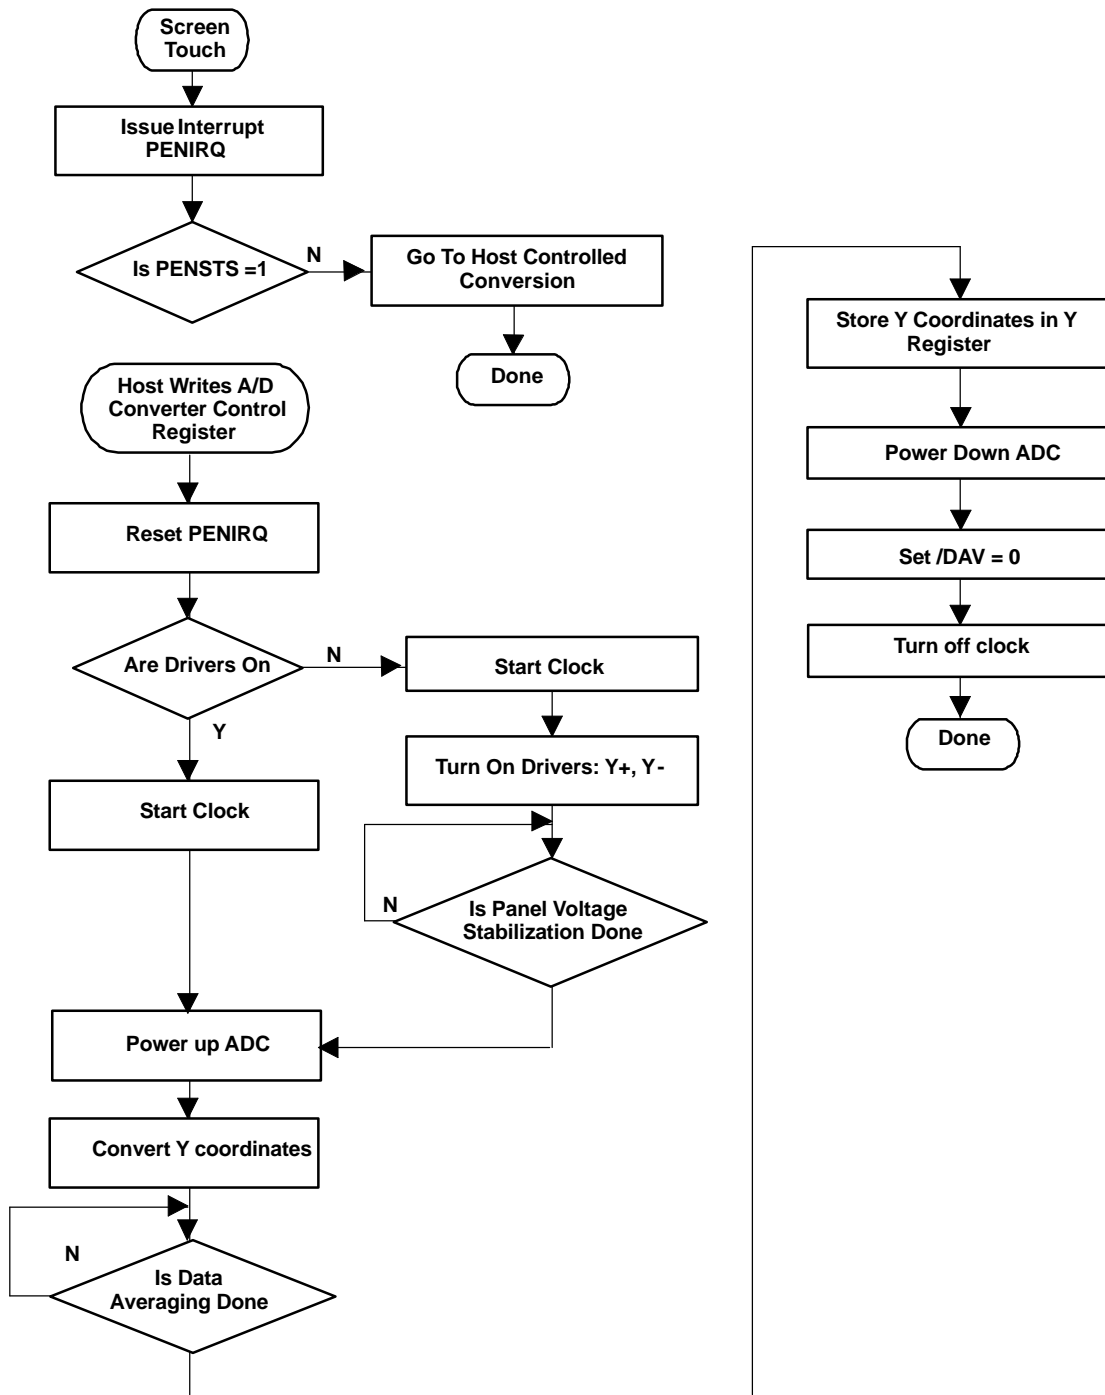 Screen
Touch
Issue Interrupt
PENIRQ
Is PENSTS =1
N
Go To Host Controlled
Conversion
Done
Host Writes A/D
Converter Control
Register
Reset PENIRQ
Are Drivers On
N
Start Clock
Y
Turn On Drivers: Y+, Y-
Start Clock
N
Is Panel Voltage
Stabilization Done
Power up ADC
Convert Y coordinates
N
Is Data
Averaging Done
Store Y Coordinates in Y
Register
Power Down ADC
Set /DAV = 0
Turn off clock
Done